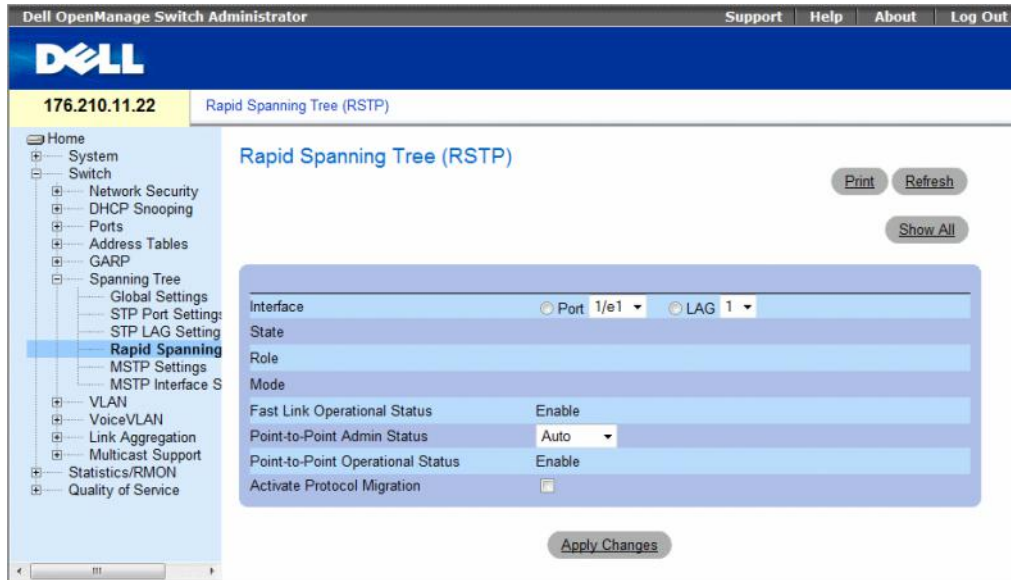 Dell OpenManage Switch Administrator
Support Help About Log Out
DELL
176.210.11.22
Rapid Spanning Tree (RSTP)
Home
System
Switch
Network Security
DHCP Snooping
Ports
Address Tables
GARP
Spanning Tree
Global Settings
STP Port Settings
STP LAG Setting
Rapid Spanning
MSTP Settings
MSTP Interface S
VLAN
VoiceVLAN
Link Aggregation
Multicast Support
Statistics/RMON
Quality of Service
Rapid Spanning Tree (RSTP)
Print Refresh
Show All
Interface Port 1/e1 LAG 1
State
Role
Mode
Fast Link Operational Status Enable
Point-to-Point Admin Status Auto
Point-to-Point Operational Status Enable
Activate Protocol Migration
Apply Changes